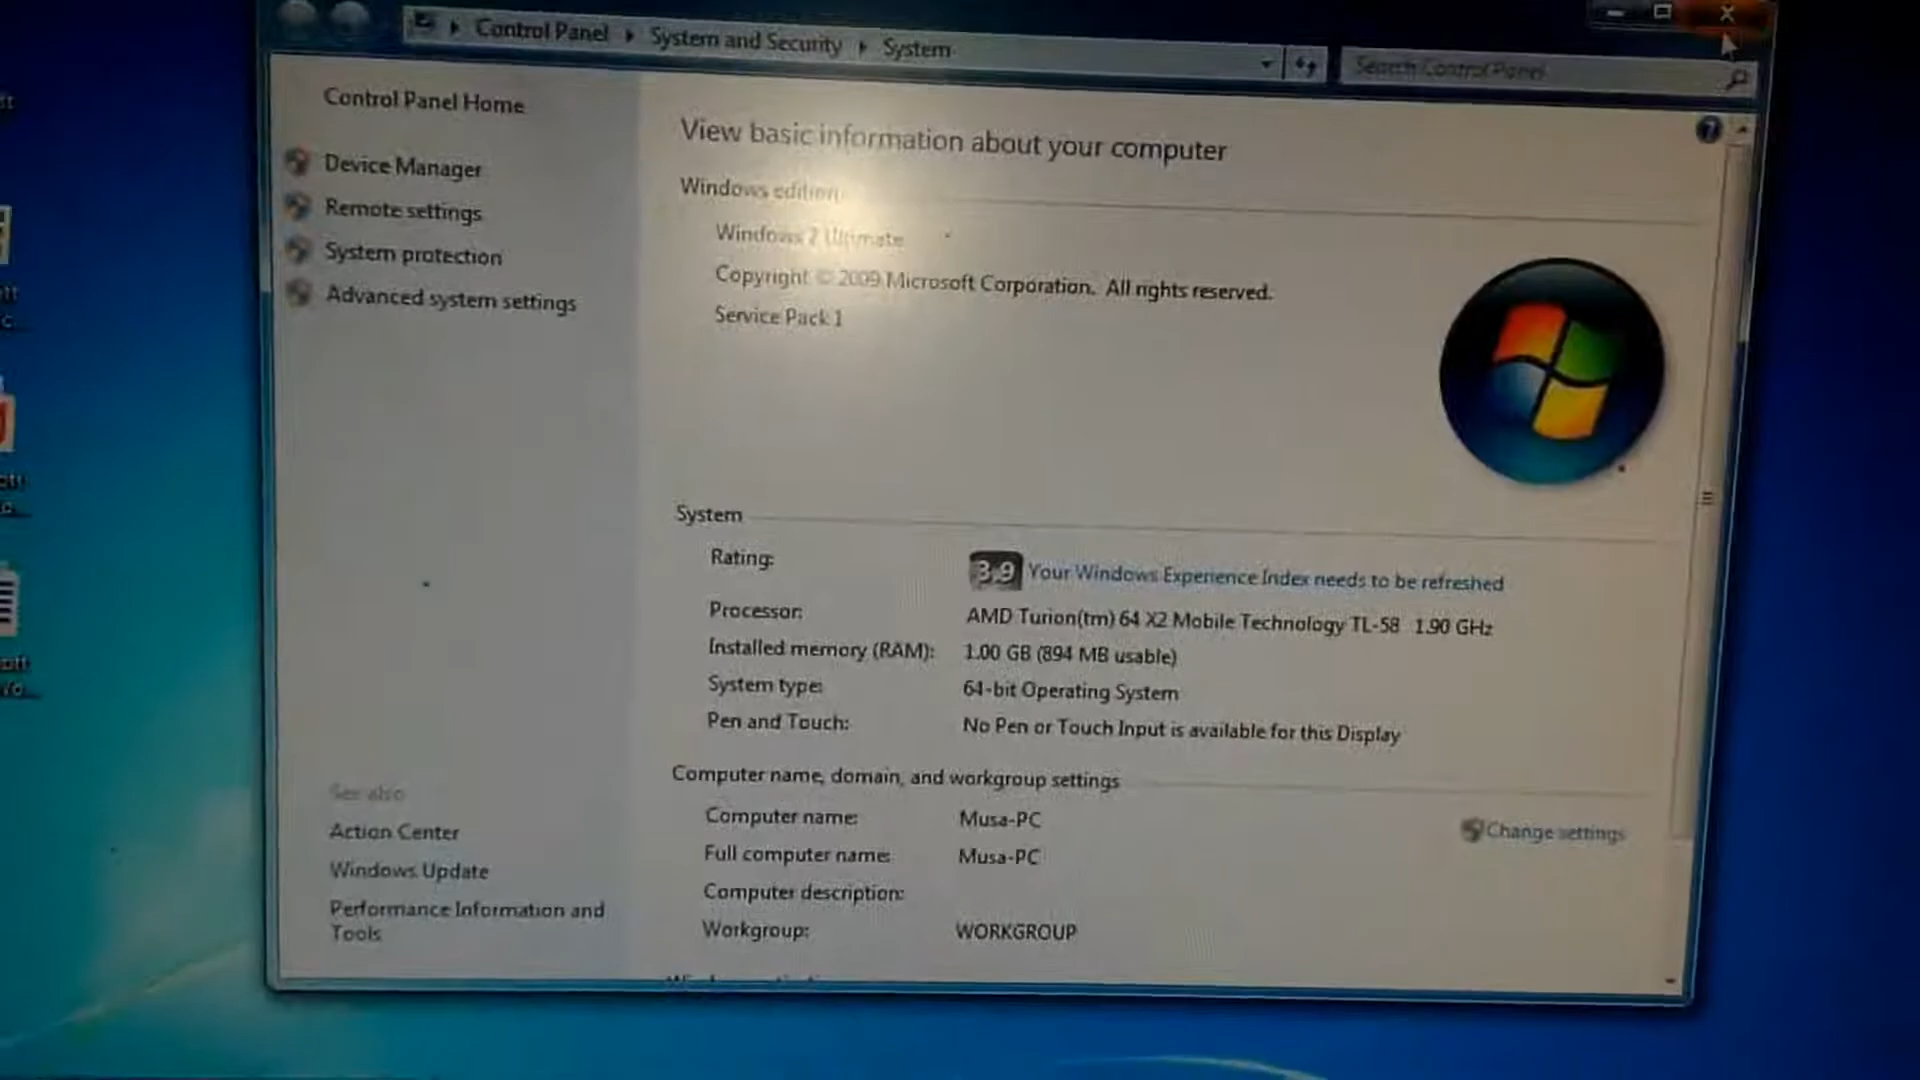 Control Panel ▸ System and Security ▸ System
Search Control Panel
Control Panel Home
Device Manager
Remote settings
System protection
Advanced system settings
See also
Action Center
Windows Update
Performance Information and
Tools
View basic information about your computer
Windows edition
Windows 7 Ultimate
Copyright © 2009 Microsoft Corporation. All rights reserved.
Service Pack 1
System
Rating: 3.9 Your Windows Experience Index needs to be refreshed
Processor: AMD Turion(tm) 64 X2 Mobile Technology TL-58 1.90 GHz
Installed memory (RAM): 1.00 GB (894 MB usable)
System type: 64-bit Operating System
Pen and Touch: No Pen or Touch Input is available for this Display
Computer name, domain, and workgroup settings
Computer name: Musa-PC
Change settings
Full computer name: Musa-PC
Computer description:
Workgroup: WORKGROUP